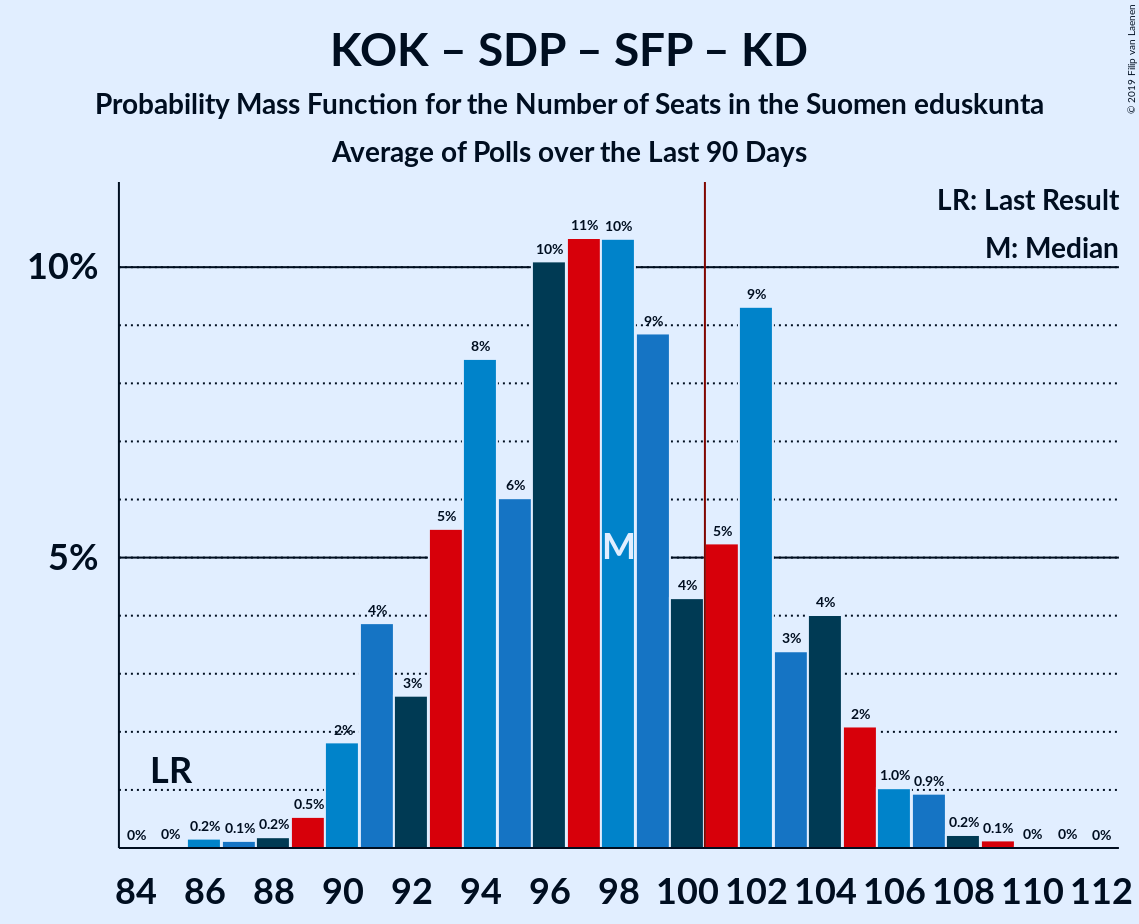 KOK – SDP – SFP – KD
Probability Mass Function for the Number of Seats in the Suomen eduskunta
Average of Polls over the Last 90 Days
© 2019 Filip van Laenen
LR: Last Result
M: Median
10%
5%
LR
M
0% 0% 0.2% 0.1% 0.2% 0.5% 2% 4% 3% 5% 8% 6% 10% 11% 10% 9% 4% 5% 9% 3% 4% 2% 1.0% 0.9% 0.2% 0.1% 0% 0% 0%
84 86 88 90 92 94 96 98 100 102 104 106 108 110 112